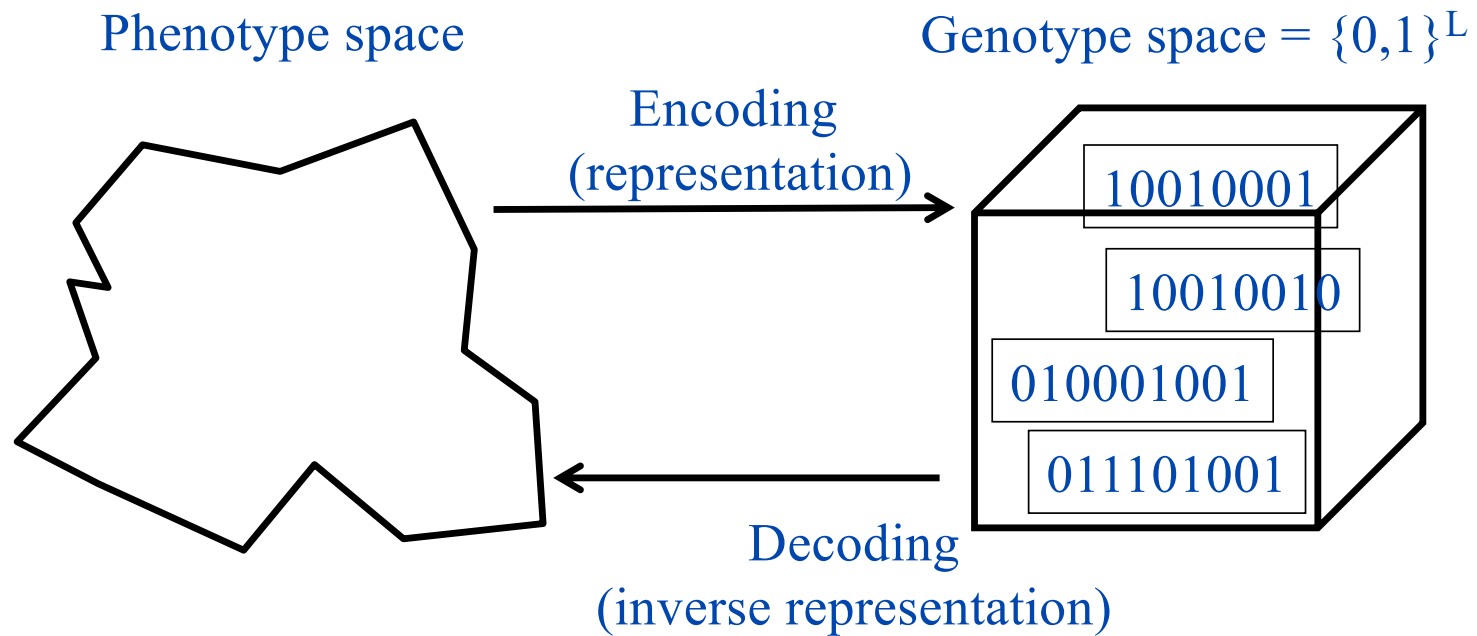 Phenotype space
Genotype space = {0,1}ᴸ
Encoding
(representation)
10010001
10010010
010001001
011101001
Decoding
(inverse representation)